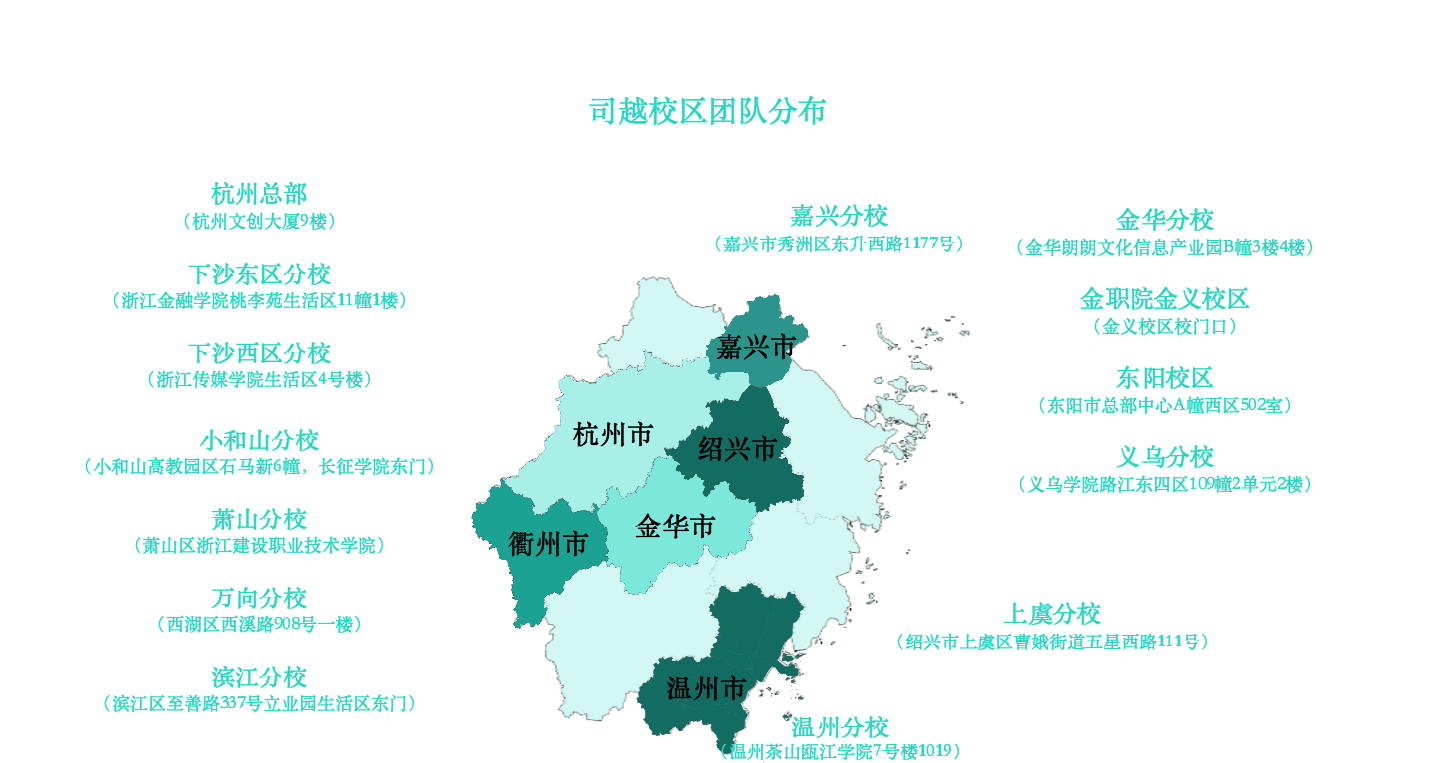 司越校区团队分布
杭州总部
（杭州文创大厦9楼）
下沙东区分校
（浙江金融学院桃李苑生活区11幢1楼）
下沙西区分校
（浙江传媒学院生活区4号楼）
小和山分校
（小和山高教园区石马新6幢，长征学院东门）
萧山分校
（萧山区浙江建设职业技术学院）
万向分校
（西湖区西溪路908号一楼）
滨江分校
（滨江区至善路337号立业园生活区东门）
嘉兴分校
（嘉兴市秀洲区东升西路1177号）
金华分校
（金华朗朗文化信息产业园B幢3楼4楼）
金职院金义校区
（金义校区校门口）
东阳校区
（东阳市总部中心A幢西区502室）
义乌分校
（义乌学院路江东四区109幢2单元2楼）
上虞分校
（绍兴市上虞区曹娥街道五星西路111号）
温州分校
（温州茶山瓯江学院7号楼1019）
嘉兴市
杭州市
绍兴市
金华市
衢州市
温州市